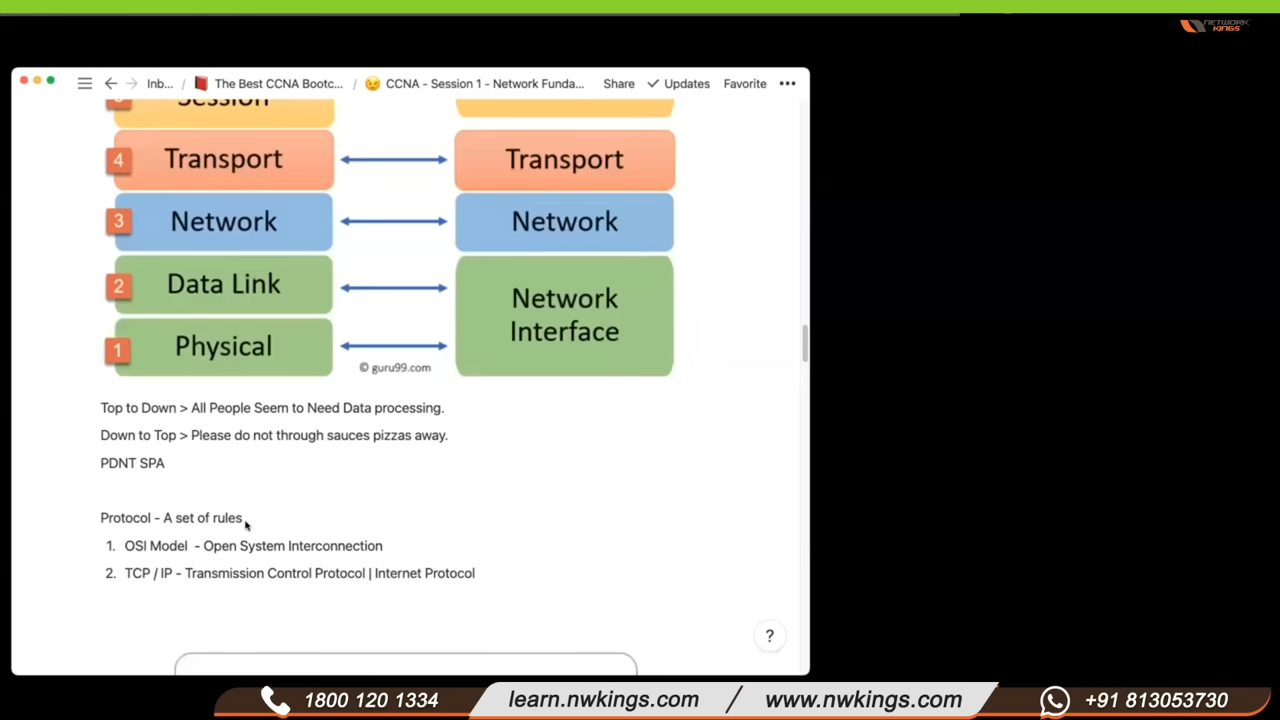 NETWORK
KINGS
Inb... / The Best CCNA Bootc... / CCNA - Session 1 - Network Funda... Share Updates Favorite •••
Session
4 Transport Transport
3 Network Network
2 Data Link Network
Interface
1 Physical
© guru99.com
Top to Down > All People Seem to Need Data processing.
Down to Top > Please do not through sauces pizzas away.
PDNT SPA
Protocol - A set of rules
1. OSI Model - Open System Interconnection
2. TCP / IP - Transmission Control Protocol | Internet Protocol
?
1800 120 1334 learn.nwkings.com / www.nwkings.com +91 813053730